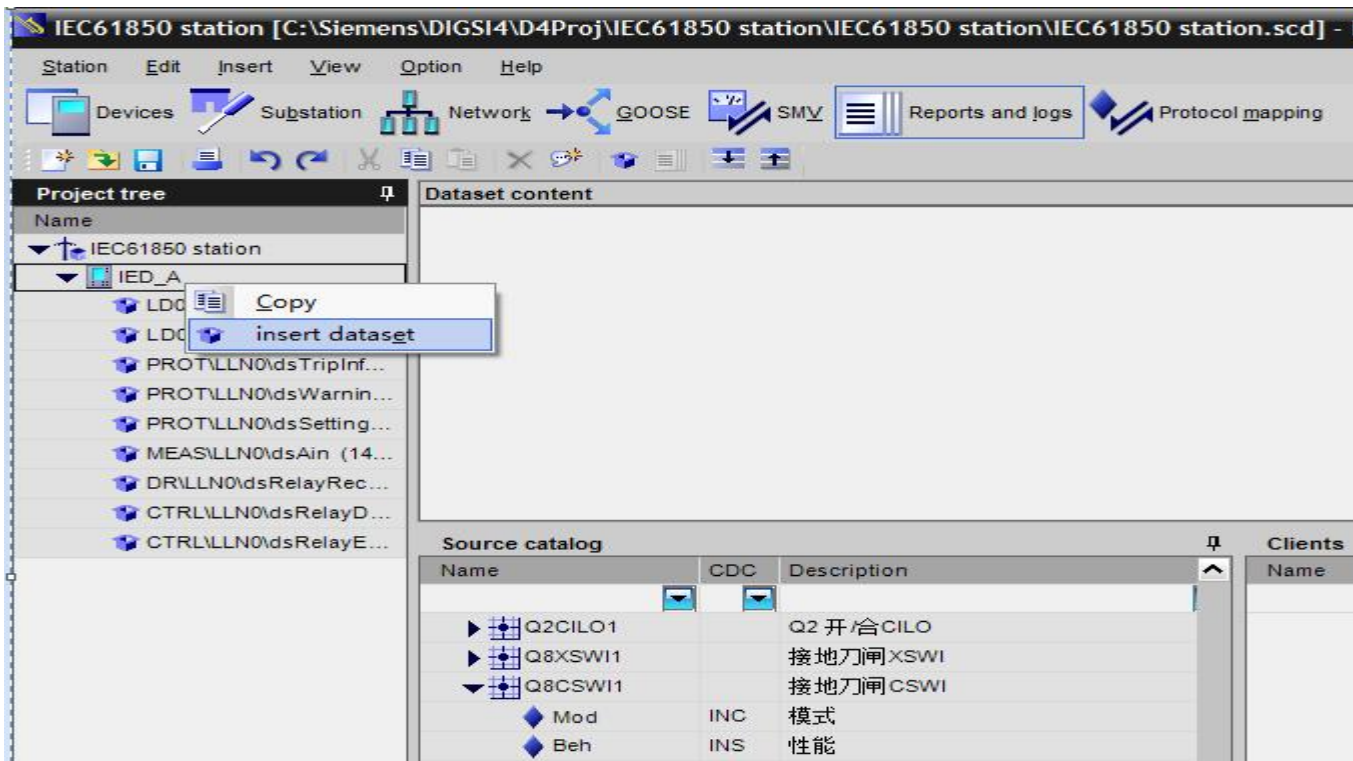 IEC61850 station [C:\Siemens\DIGSI4\D4Proj\IEC61850 station\IEC61850 station\IEC61850 station.scd] -
Station Edit Insert View Option Help
Devices Substation Network GOOSE SMV Reports and logs Protocol mapping
Project tree
Name
IEC61850 station
IED_A
Copy
insert dataset
PROT\LLN0\dsTripInf...
PROT\LLN0\dsWarnin...
PROT\LLN0\dsSetting...
MEAS\LLN0\dsAin (14...
DR\LLN0\dsRelayRec...
CTRL\LLN0\dsRelayD...
CTRL\LLN0\dsRelayE...
Dataset content
Source catalog
Name CDC Description
Q2CILO1 Q2 开/合CILO
Q8XSWI1 接地刀闸XSWI
Q8CSWI1 接地刀闸CSWI
Mod INC 模式
Beh INS 性能
Clients
Name